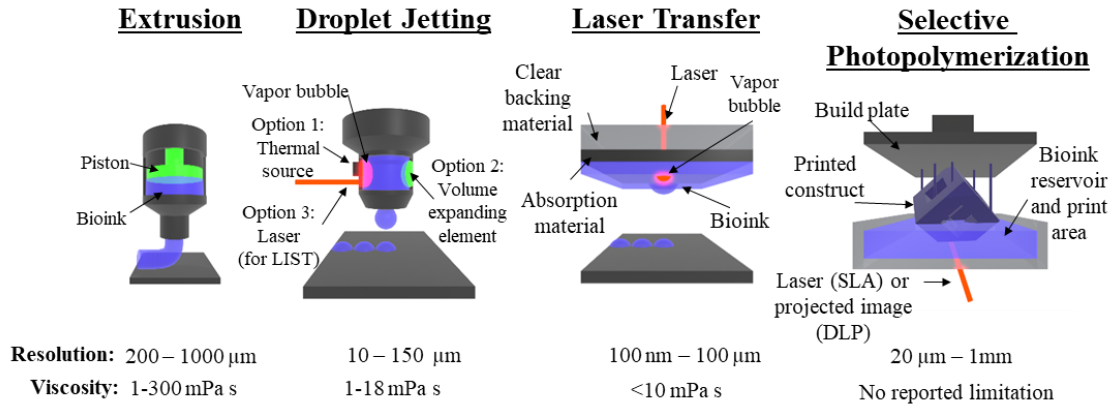 Extrusion
Piston
Bioink
Droplet Jetting
Vapor bubble
Option 1:
Thermal
source
Option 2:
Volume
expanding
element
Option 3:
Laser
(for LIST)
Laser Transfer
Clear
backing
material
Laser
Vapor
bubble
Absorption
material
Bioink
Selective
Photopolymerization
Build plate
Printed
construct
Bioink
reservoir
and print
area
Laser (SLA) or
projected image
(DLP)
Resolution: 200 – 1000 µm 10 – 150 µm 100 nm – 100 µm 20 µm – 1mm
Viscosity: 1-300 mPa s 1-18 mPa s <10 mPa s No reported limitation